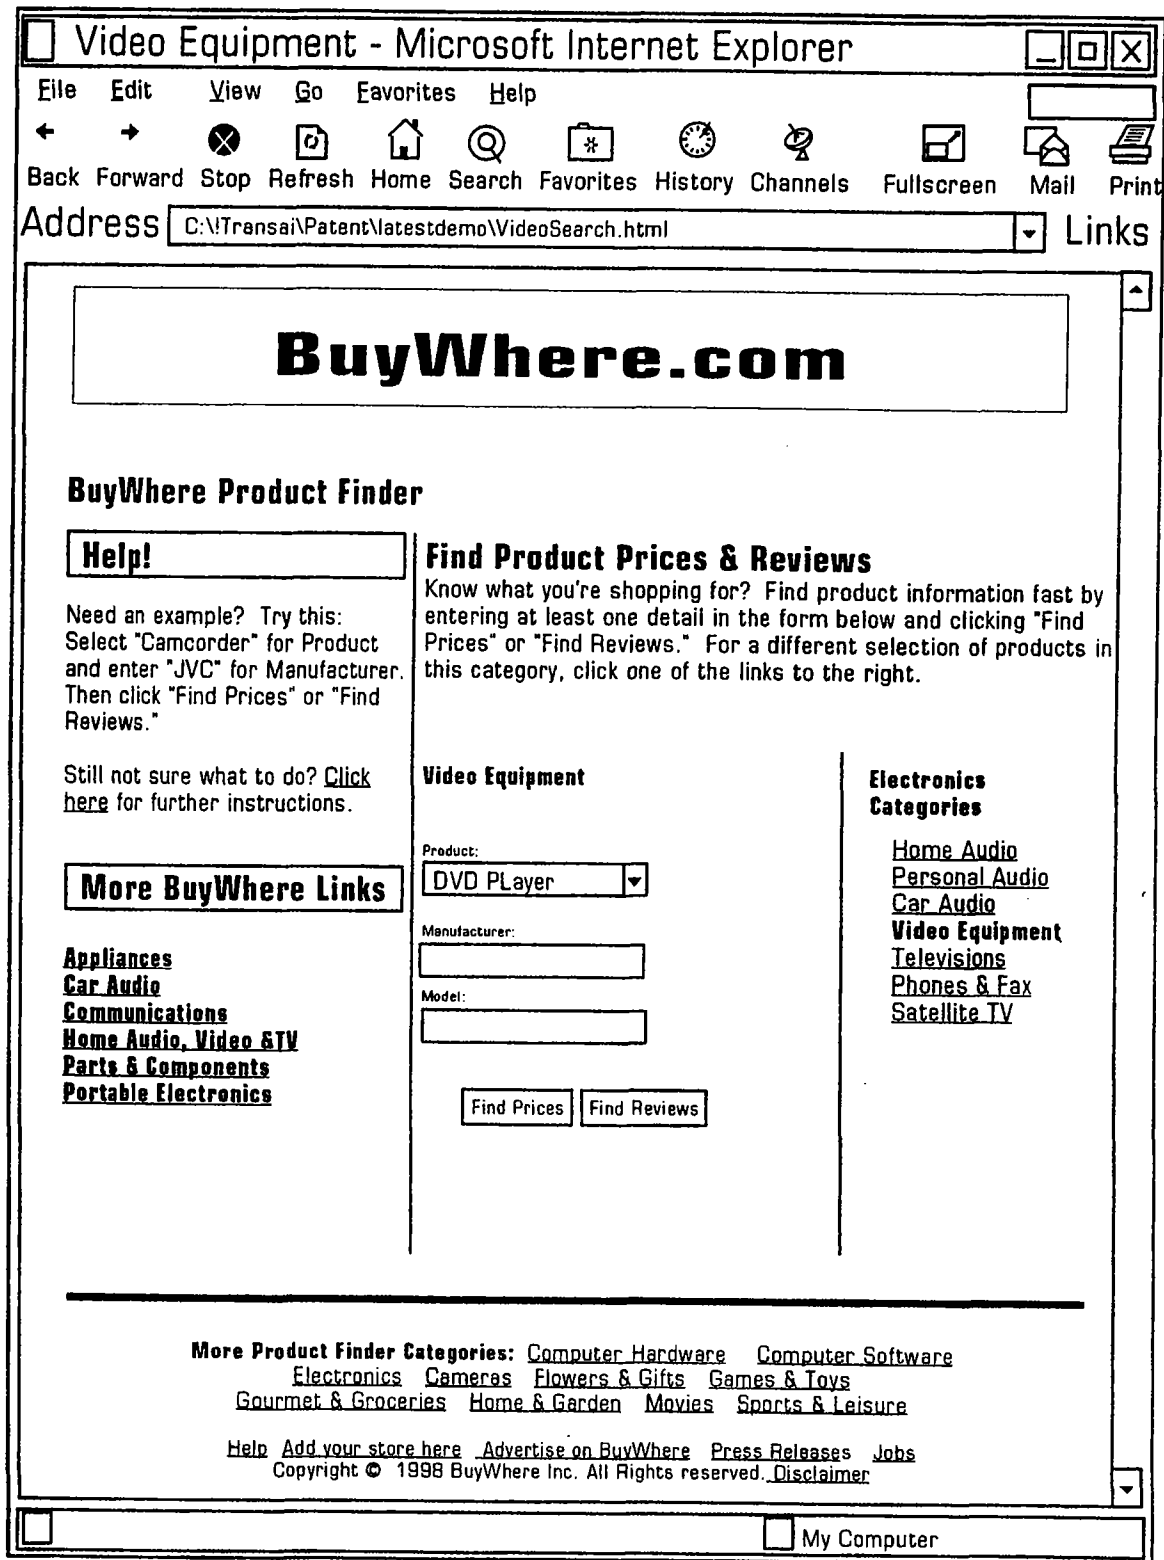 Video Equipment - Microsoft Internet Explorer
File Edit View Go Favorites Help
Back Forward Stop Refresh Home Search Favorites History Channels Fullscreen Mail Print
Address C:\!Transai\Patent\latestdemo\VideoSearch.html Links
BuyWhere.com
BuyWhere Product Finder
Help!
Need an example? Try this:
Select "Camcorder" for Product
and enter "JVC" for Manufacturer.
Then click "Find Prices" or "Find
Reviews."
Still not sure what to do? Click
here for further instructions.
More BuyWhere Links
Appliances
Car Audio
Communications
Home Audio, Video &TV
Parts & Components
Portable Electronics
Find Product Prices & Reviews
Know what you're shopping for? Find product information fast by
entering at least one detail in the form below and clicking "Find
Prices" or "Find Reviews." For a different selection of products in
this category, click one of the links to the right.
Video Equipment
Product:
DVD PLayer
Manufacturer:
Model:
Find Prices Find Reviews
Electronics
Categories
Home Audio
Personal Audio
Car Audio
Video Equipment
Televisions
Phones & Fax
Satellite TV
More Product Finder Categories: Computer Hardware Computer Software
Electronics Cameras Flowers & Gifts Games & Toys
Gourmet & Groceries Home & Garden Movies Sports & Leisure
Help Add your store here Advertise on BuyWhere Press Releases Jobs
Copyright © 1998 BuyWhere Inc. All Rights reserved. Disclaimer
My Computer